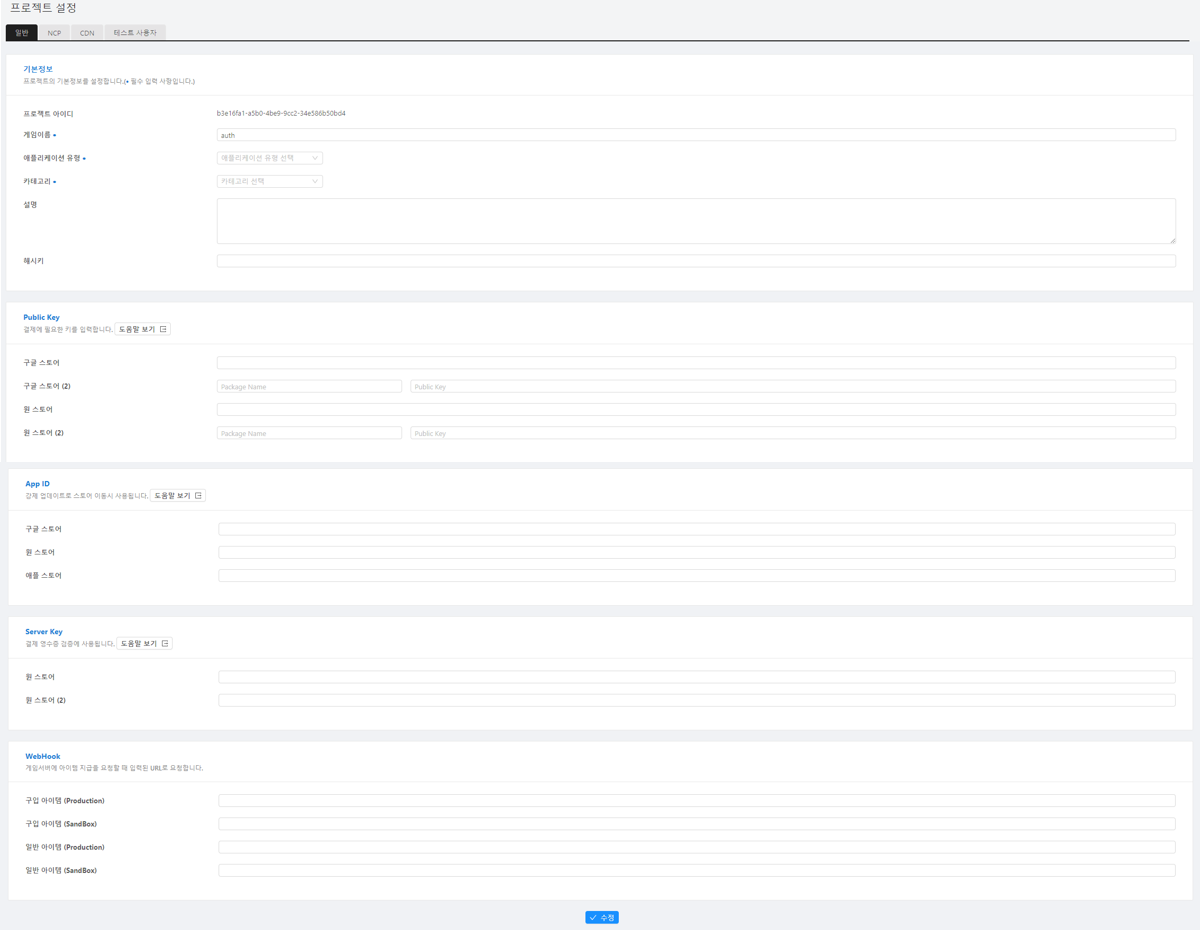 프로젝트 설정
일반 NCP CDN 테스트 사용자
기본정보
프로젝트의 기본정보를 설정합니다.(• 필수 입력 사항입니다.)
프로젝트 아이디 b3e16fa1-a5b0-4be9-9cc2-34e586b50bd4
게임이름 • auth
애플리케이션 유형 • 애플리케이션 유형 선택
카테고리 • 카테고리 선택
설명
해시키
Public Key
결제에 필요한 키를 입력합니다. 도움말 보기
구글 스토어
구글 스토어 (2) Package Name Public Key
원 스토어
원 스토어 (2) Package Name Public Key
App ID
강제 업데이트로 스토어 이동시 사용됩니다. 도움말 보기
구글 스토어
원 스토어
애플 스토어
Server Key
결제 영수증 검증에 사용됩니다. 도움말 보기
원 스토어
원 스토어 (2)
WebHook
게임서버에 아이템 지급을 요청할 때 입력된 URL로 요청합니다.
구입 아이템 (Production)
구입 아이템 (SandBox)
일반 아이템 (Production)
일반 아이템 (SandBox)
수정